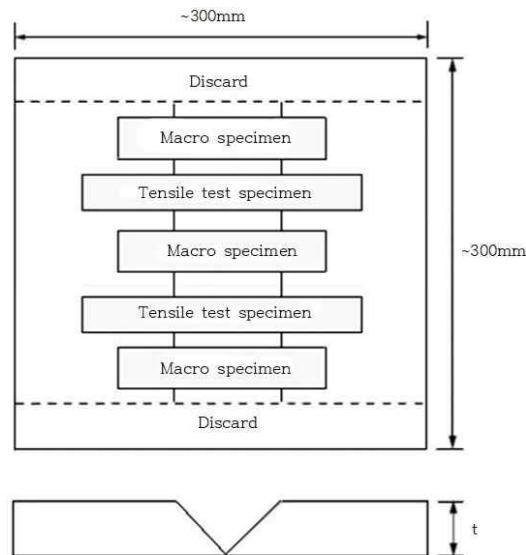 ~300mm
Discard
Macro specimen
Tensile test specimen
Macro specimen
~300mm
Tensile test specimen
Macro specimen
Discard
t